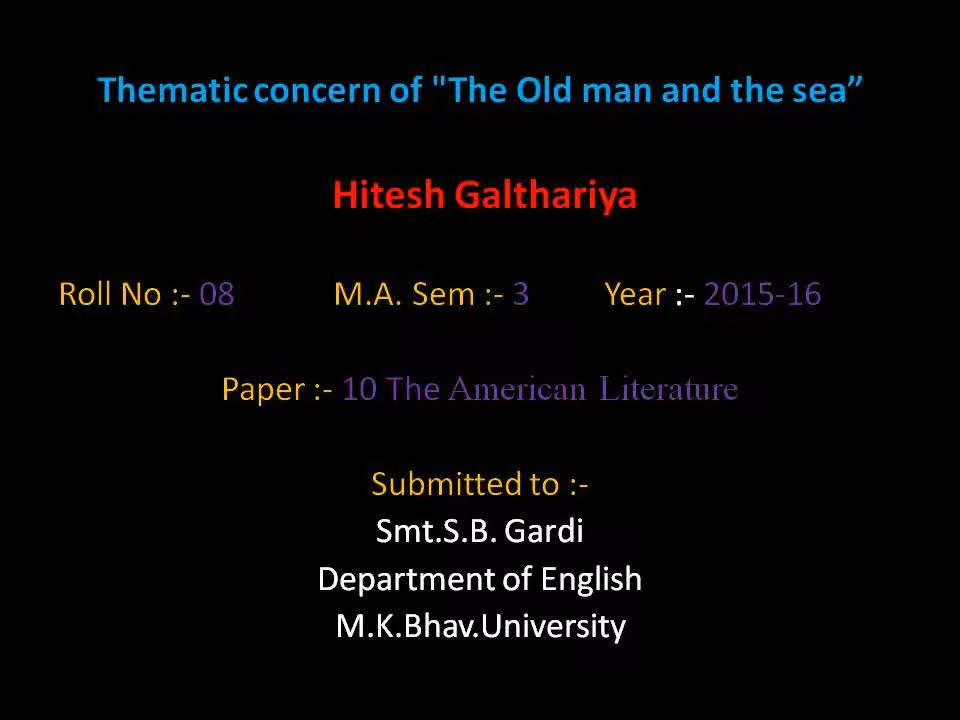 Thematic concern of "The Old man and the sea”
Hitesh Galthariya
Roll No :- 08 M.A. Sem :- 3 Year :- 2015-16
Paper :- 10 The American Literature
Submitted to :-
Smt.S.B. Gardi
Department of English
M.K.Bhav.University